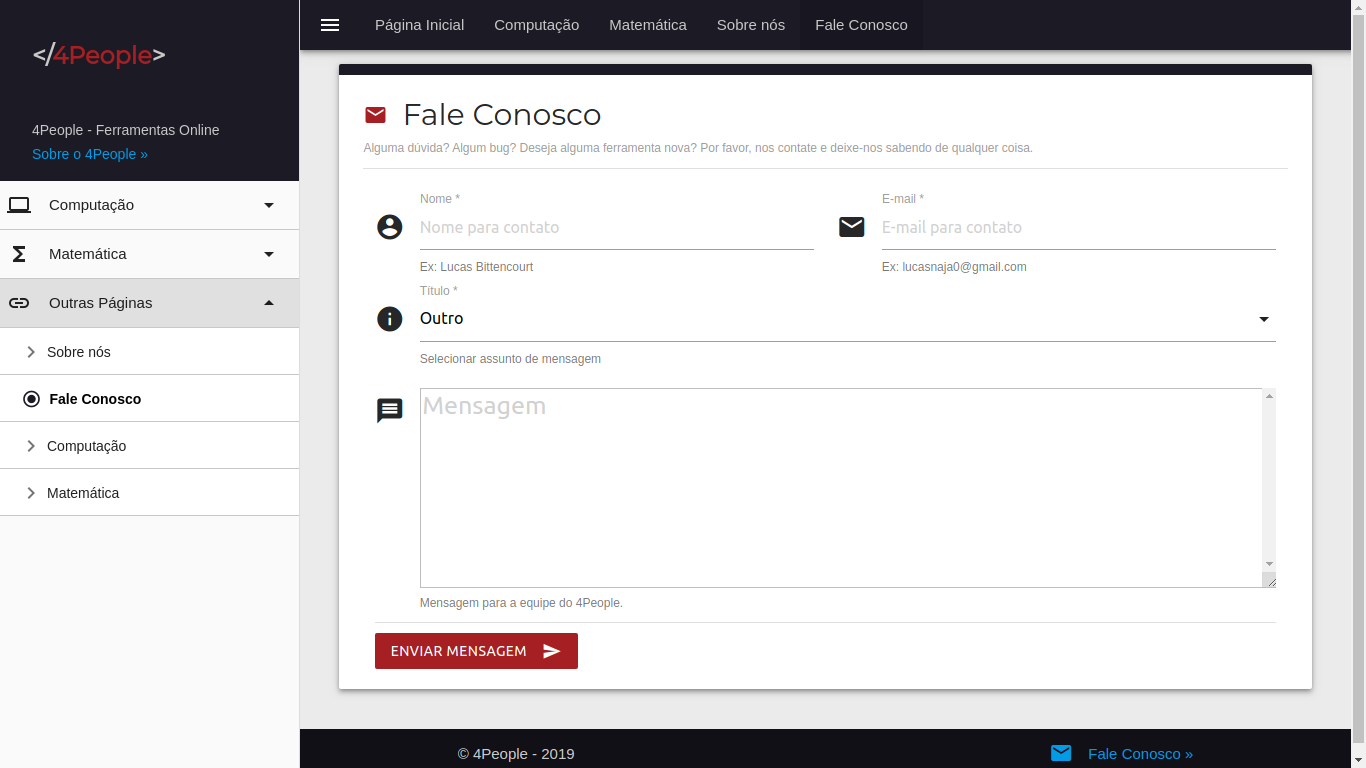 </4People>
4People - Ferramentas Online
Sobre o 4People »
Computação
Matemática
Outras Páginas
Sobre nós
Fale Conosco
Computação
Matemática
Página Inicial Computação Matemática Sobre nós Fale Conosco
Fale Conosco
Alguma dúvida? Algum bug? Deseja alguma ferramenta nova? Por favor, nos contate e deixe-nos sabendo de qualquer coisa.
Nome * E-mail *
Nome para contato E-mail para contato
Ex: Lucas Bittencourt Ex: lucasnaja0@gmail.com
Título *
Outro
Selecionar assunto de mensagem
Mensagem
Mensagem para a equipe do 4People.
ENVIAR MENSAGEM
© 4People - 2019 Fale Conosco »